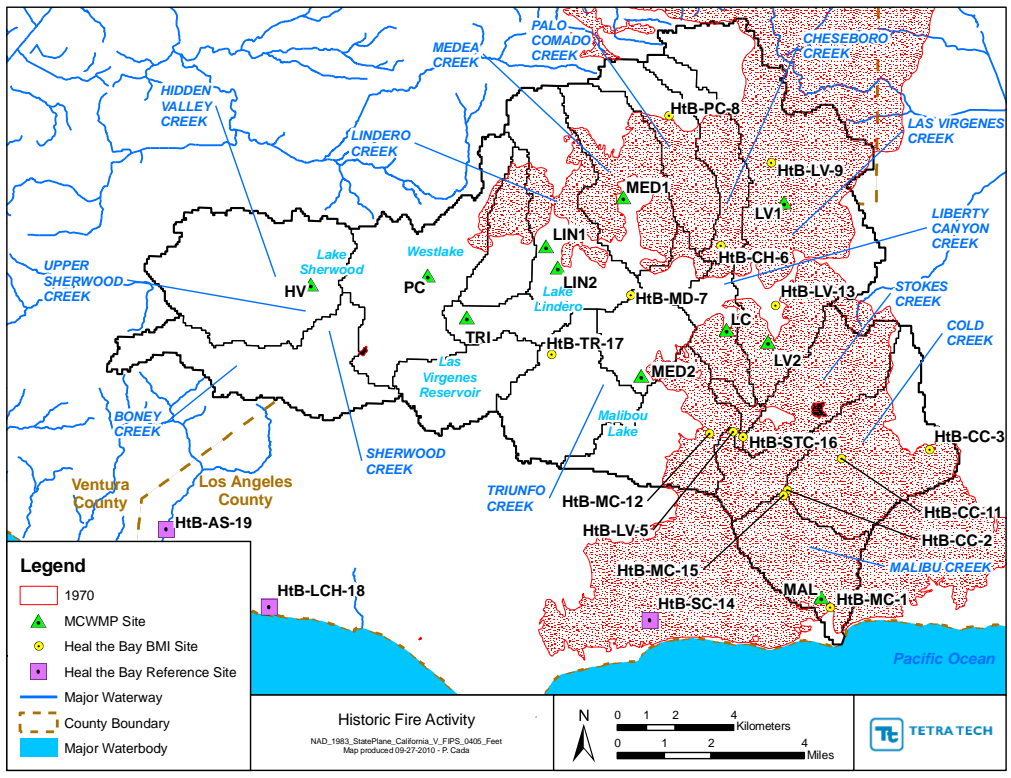 PALO
COMADO
CREEK
CHESEBORO
CREEK
MEDEA
CREEK
HIDDEN
VALLEY
CREEK
HtB-PC-8
LAS VIRGENES
CREEK
LINDERO
CREEK
HtB-LV-9
MED1
LV1
LIBERTY
CANYON
CREEK
LIN1
Lake
Sherwood
Westlake
HtB-CH-6
UPPER
SHERWOOD
CREEK
HV
PC
LIN2
Lake
Lindero
HtB-MD-7
HtB-LV-13
STOKES
CREEK
LC
COLD
CREEK
TRI
HtB-TR-17
LV2
Las
Virgenes
Reservoir
MED2
BONEY
CREEK
Malibou
Lake
SHERWOOD
CREEK
HtB-STC-16
HtB-CC-3
Ventura
County
Los Angeles
County
TRIUNFO
CREEK
HtB-MC-12
HtB-CC-11
HtB-AS-19
HtB-LV-5
HtB-CC-2
HtB-MC-15
MALIBU CREEK
HtB-LCH-18
MAL
HtB-MC-1
HtB-SC-14
Pacific Ocean
Legend
1970
MCWMP Site
Heal the Bay BMI Site
Heal the Bay Reference Site
Major Waterway
County Boundary
Major Waterbody
Historic Fire Activity
NAD_1983_StatePlane_California_V_FIPS_0405_Feet
Map produced 09-27-2010 - P. Cada
N
0 1 2 4
Kilometers
0 1 2 4
Miles
Tt TETRA TECH